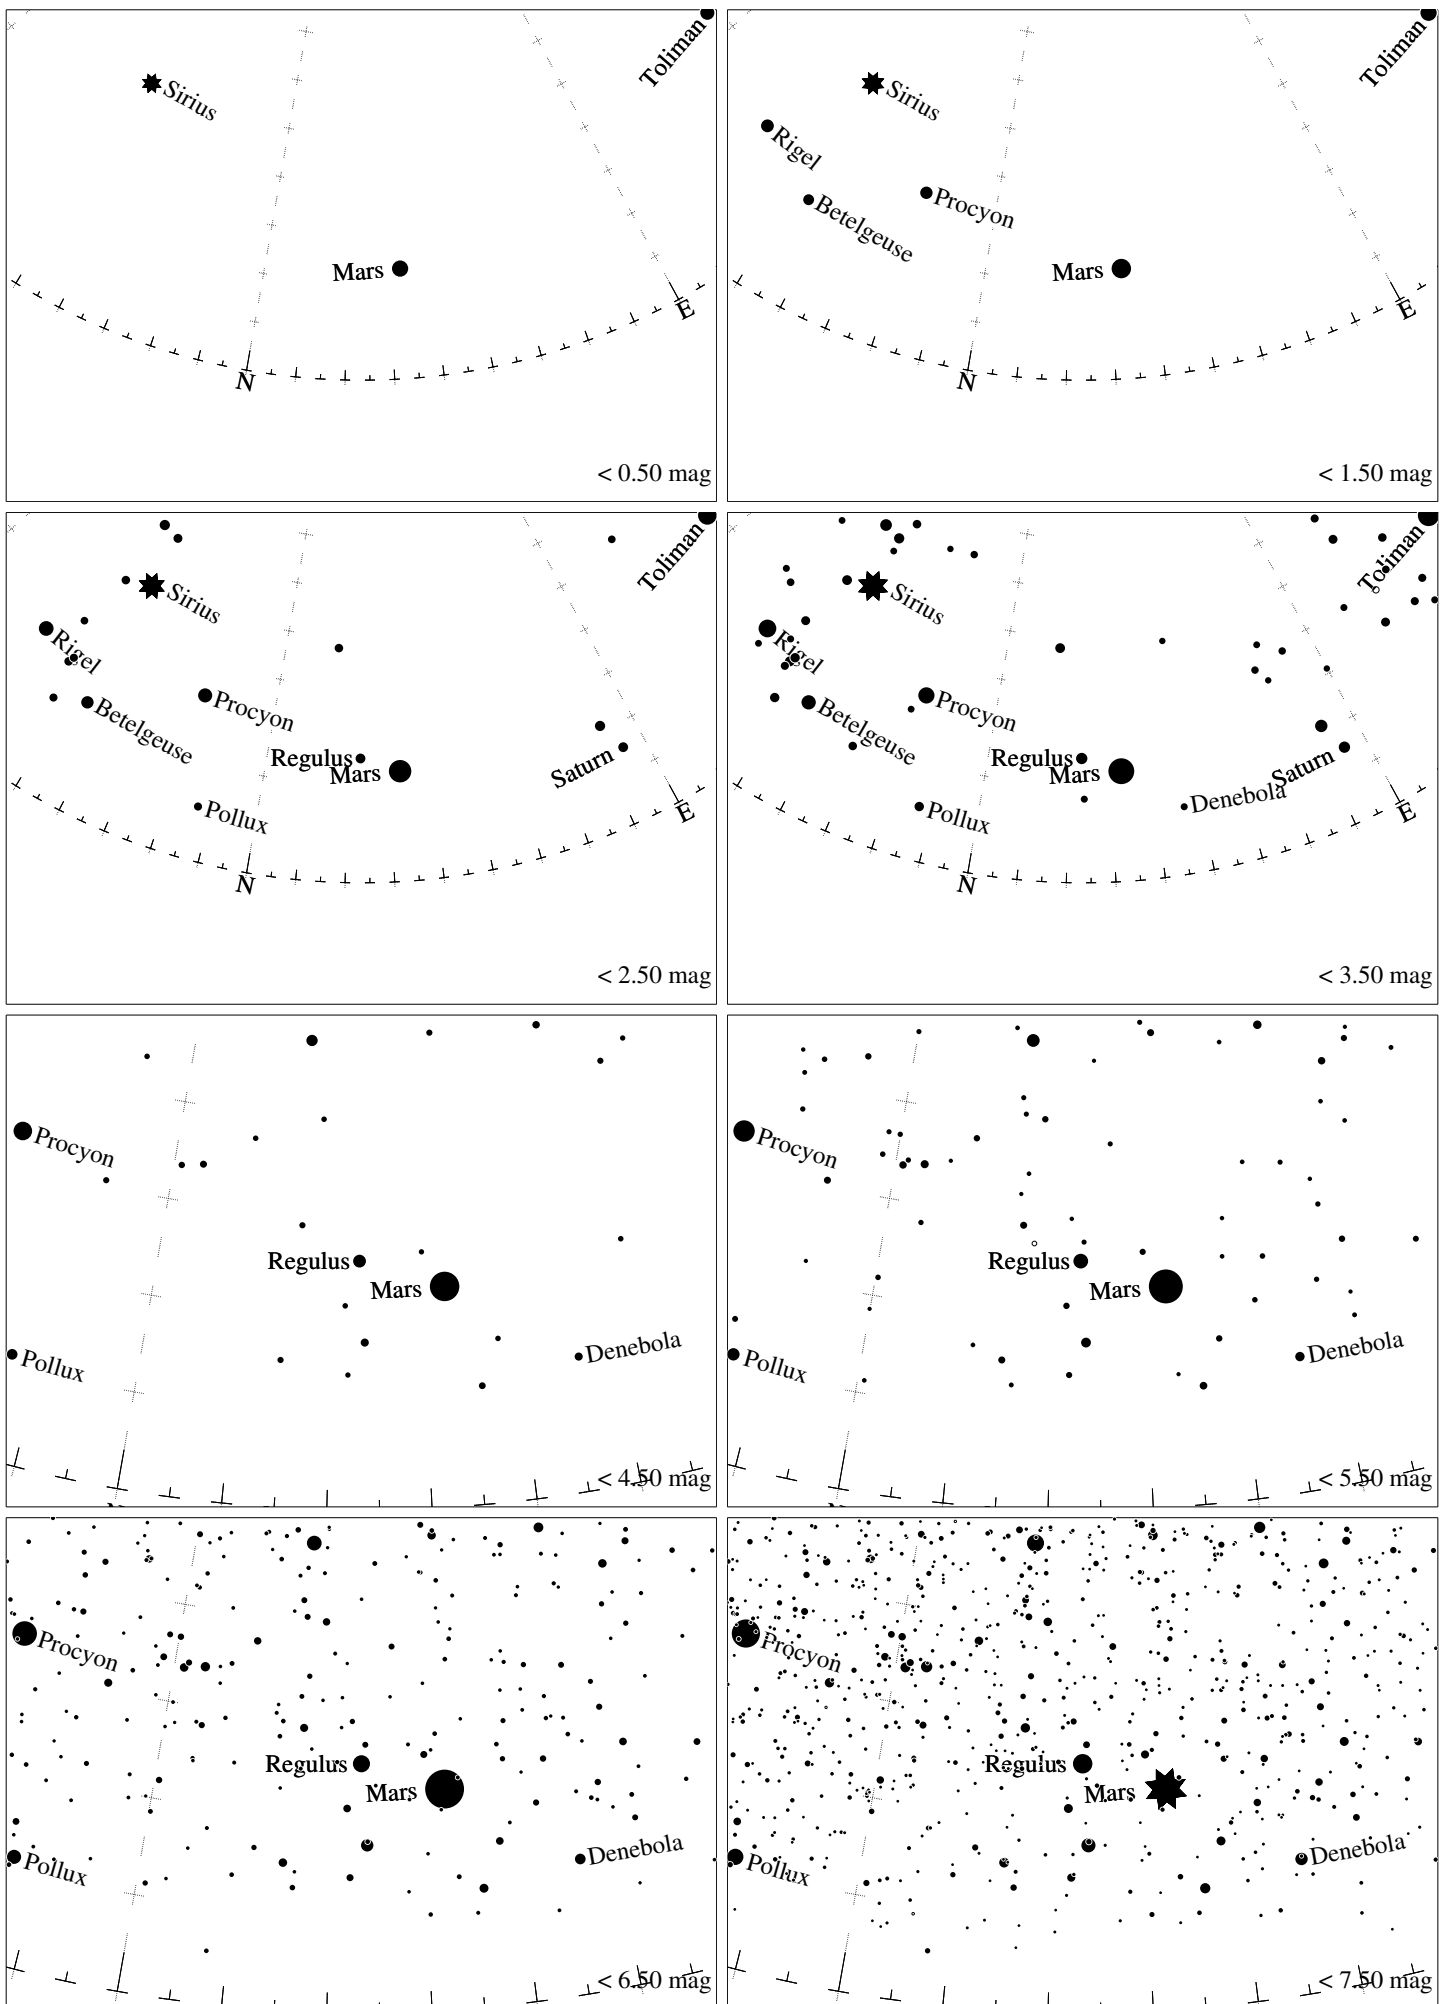 Toliman
Sirius
Mars
E
N
< 0.50 mag
Toliman
Sirius
Rigel
Procyon
Betelgeuse
Mars
E
N
< 1.50 mag
Toliman
Sirius
Rigel
Procyon
Betelgeuse
Regulus
Mars
Saturn
Pollux
E
N
< 2.50 mag
Toliman
Sirius
Rigel
Procyon
Betelgeuse
Regulus
Mars
Saturn
Denebola
Pollux
E
N
< 3.50 mag
Procyon
Regulus
Mars
Denebola
Pollux
< 4.50 mag
Procyon
Regulus
Mars
Denebola
Pollux
< 5.50 mag
Procyon
Regulus
Mars
Denebola
Pollux
< 6.50 mag
Procyon
Regulus
Mars
Denebola
Pollux
< 7.50 mag